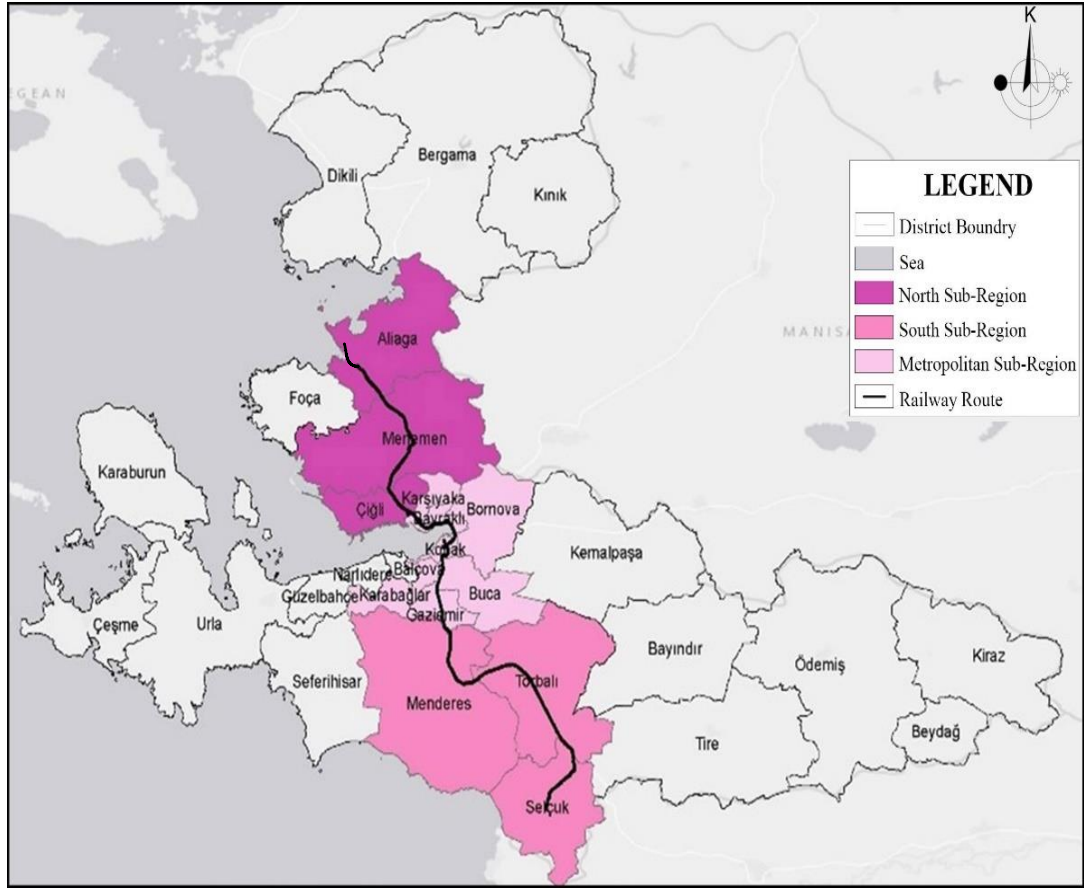 K
EGEAN
Bergama
Dikili
Kınık
LEGEND
District Boundry
Sea
North Sub-Region
South Sub-Region
Metropolitan Sub-Region
Railway Route
MANISA
Aliaga
Foça
Menemen
Karaburun
Çiğli
Karşıyaka
Bayraklı
Bornova
Konak
Kemalpaşa
Balçova
Narlıdere
Güzelbahçe
Karabağlar
Buca
Gaziemir
Çeşme
Urla
Seferihisar
Menderes
Torbalı
Bayındır
Ödemiş
Kiraz
Beydağ
Tire
Selçuk